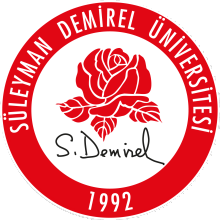 SÜLEYMAN DEMİREL ÜNİVERSİTESİ
S. Demirel
1992